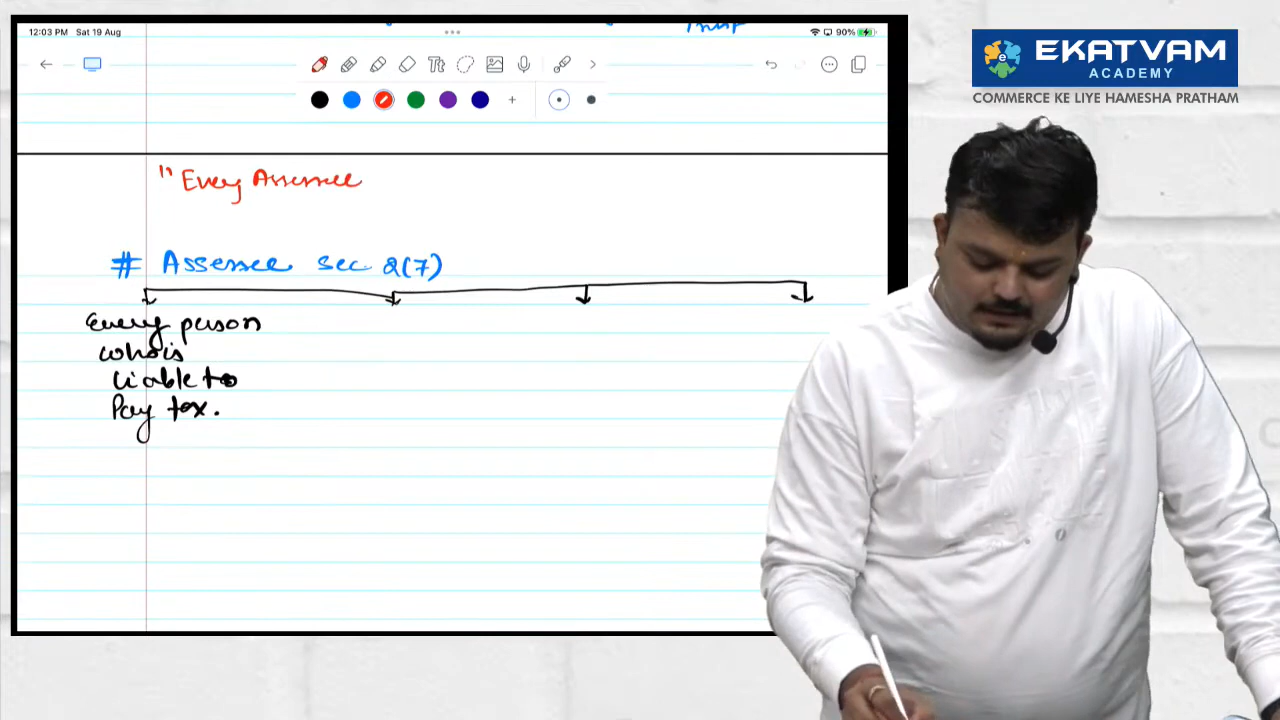 12:03 PM Sat 19 Aug
90%
EKATVAM
ACADEMY
COMMERCE KE LIYE HAMESHA PRATHAM
Tt
" Every Assessee
# Assessee sec 2(7)
Every person
who is
liable to
Pay tax.